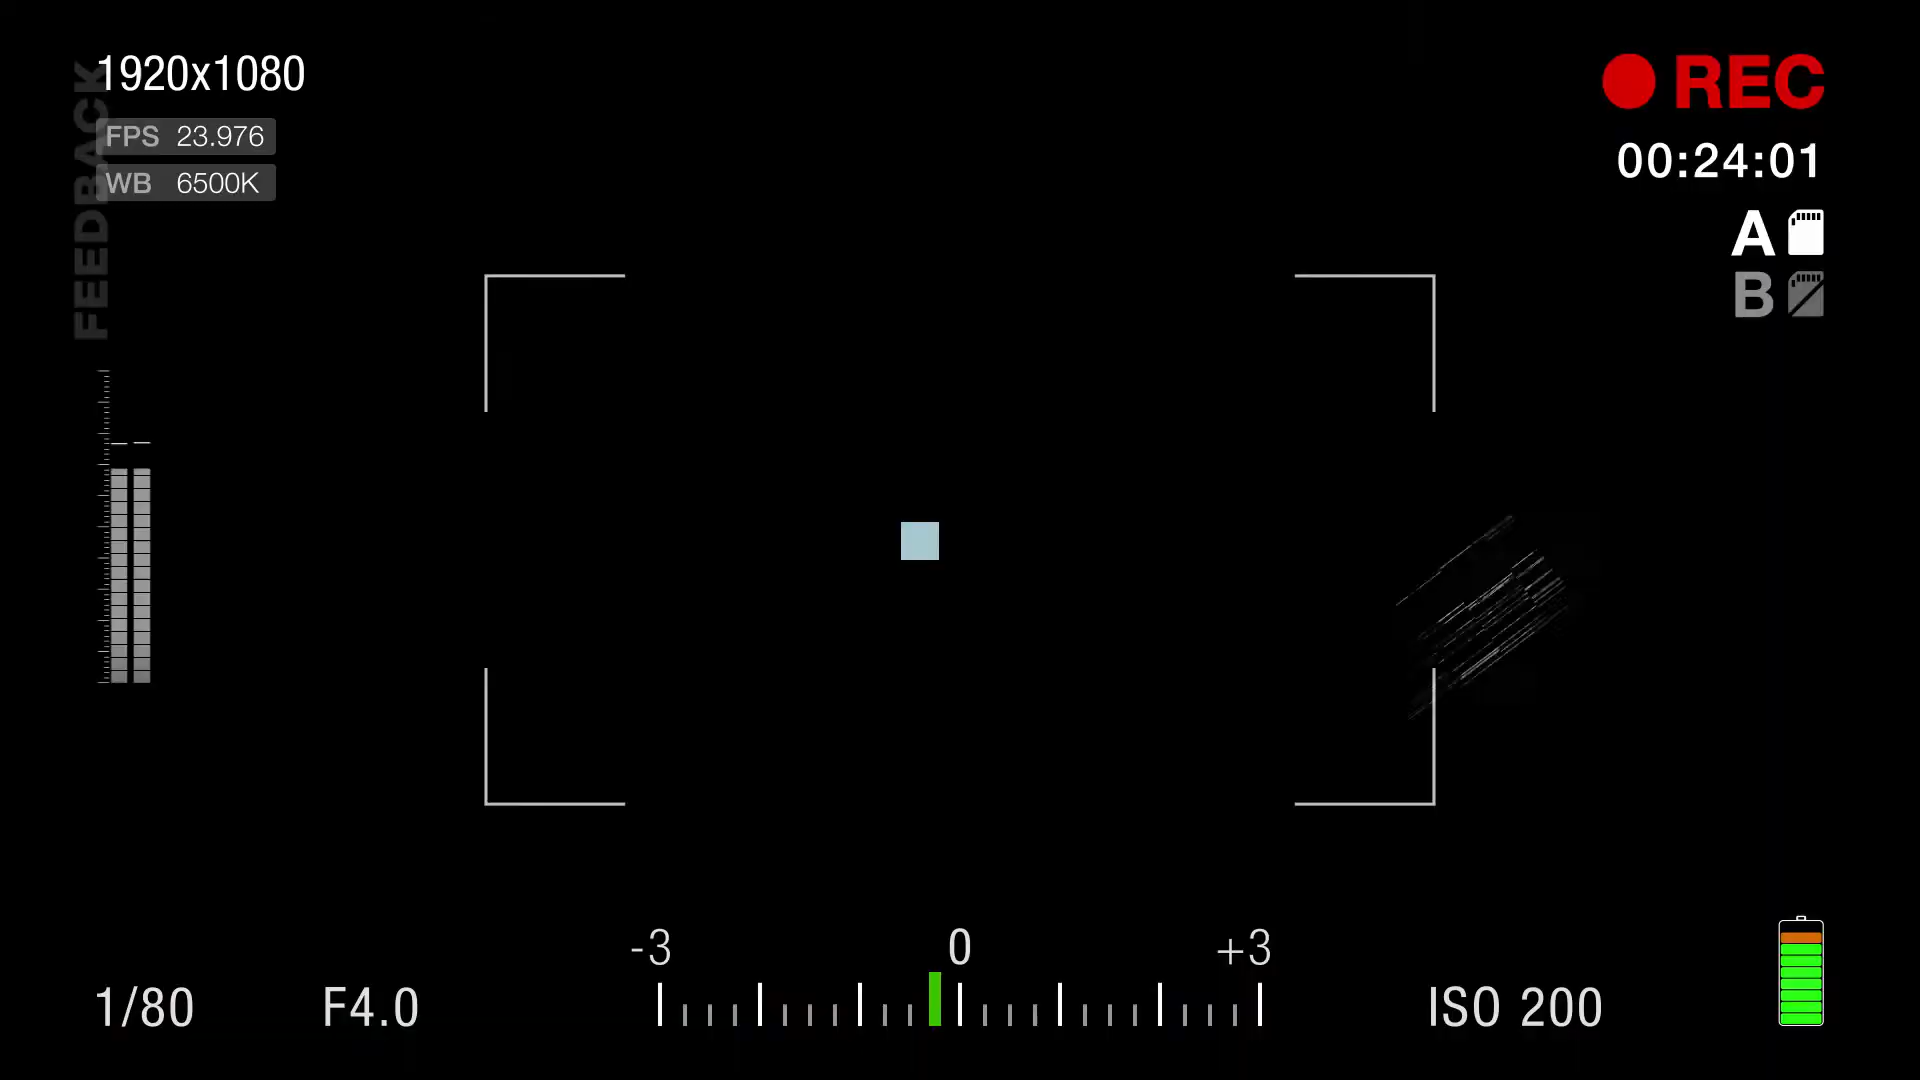 1920x1080
FPS 23.976
WB 6500K
FEEDBACK
REC
00:24:01
A
B
-3 0 +3
1/80 F4.0 ISO 200